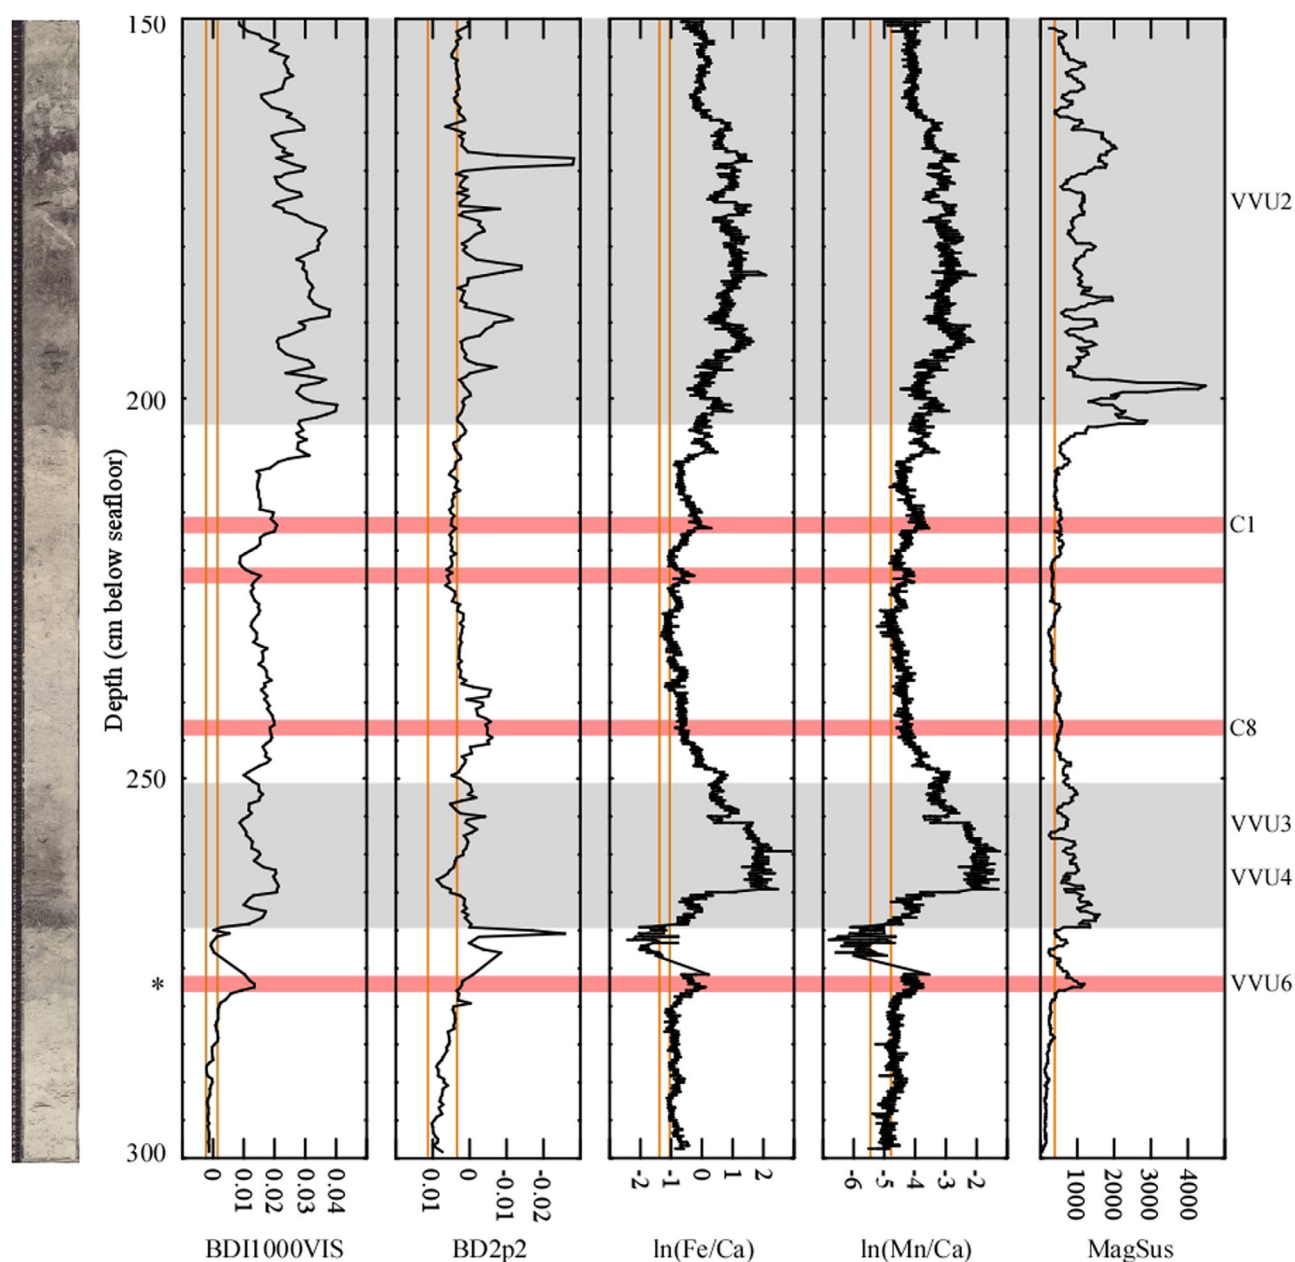 150
VVU2
200
Depth (cm below seafloor)
C1
C8
250
VVU3
VVU4
*
VVU6
300
0 0.01 0.02 0.03 0.04
0.01 0 -0.01 -0.02
-2 -1 0 1 2
-6 -5 -4 -3 -2
1000 2000 3000 4000
BDI1000VIS
BD2p2
ln(Fe/Ca)
ln(Mn/Ca)
MagSus